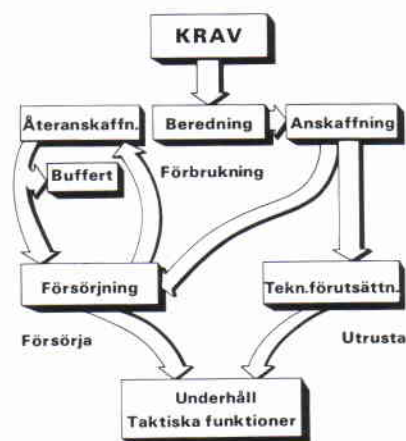 KRAV
Återanskaffn.
Beredning
Anskaffning
Buffert
Förbrukning
Försörjning
Tekn.förutsättn.
Försörja
Utrusta
Underhåll
Taktiska funktioner